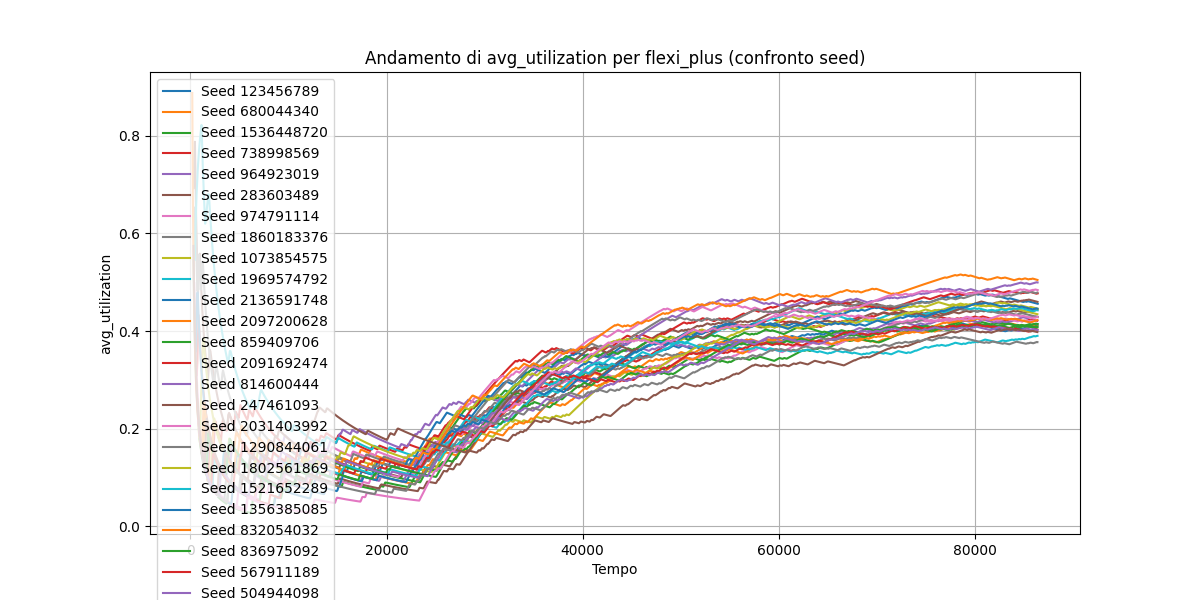 Andamento di avg_utilization per flexi_plus (confronto seed)
avg_utilization
0.8
0.6
0.4
0.2
0.0
Seed 123456789
Seed 680044340
Seed 1536448720
Seed 738998569
Seed 964923019
Seed 283603489
Seed 974791114
Seed 1860183376
Seed 1073854575
Seed 1969574792
Seed 2136591748
Seed 2097200628
Seed 859409706
Seed 2091692474
Seed 814600444
Seed 247461093
Seed 2031403992
Seed 1290844061
Seed 1802561869
Seed 1521652289
Seed 1356385085
Seed 832054032
Seed 836975092
Seed 567911189
Seed 504944098
0 20000 40000 60000 80000
Tempo